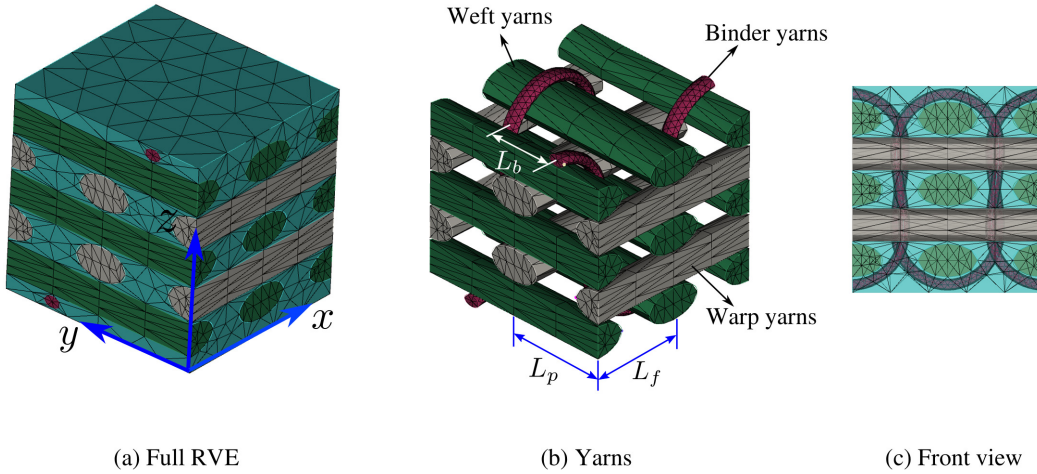 Weft yarns
Binder yarns
L_b
z
y
x
Warp yarns
L_p
L_f
(a) Full RVE
(b) Yarns
(c) Front view